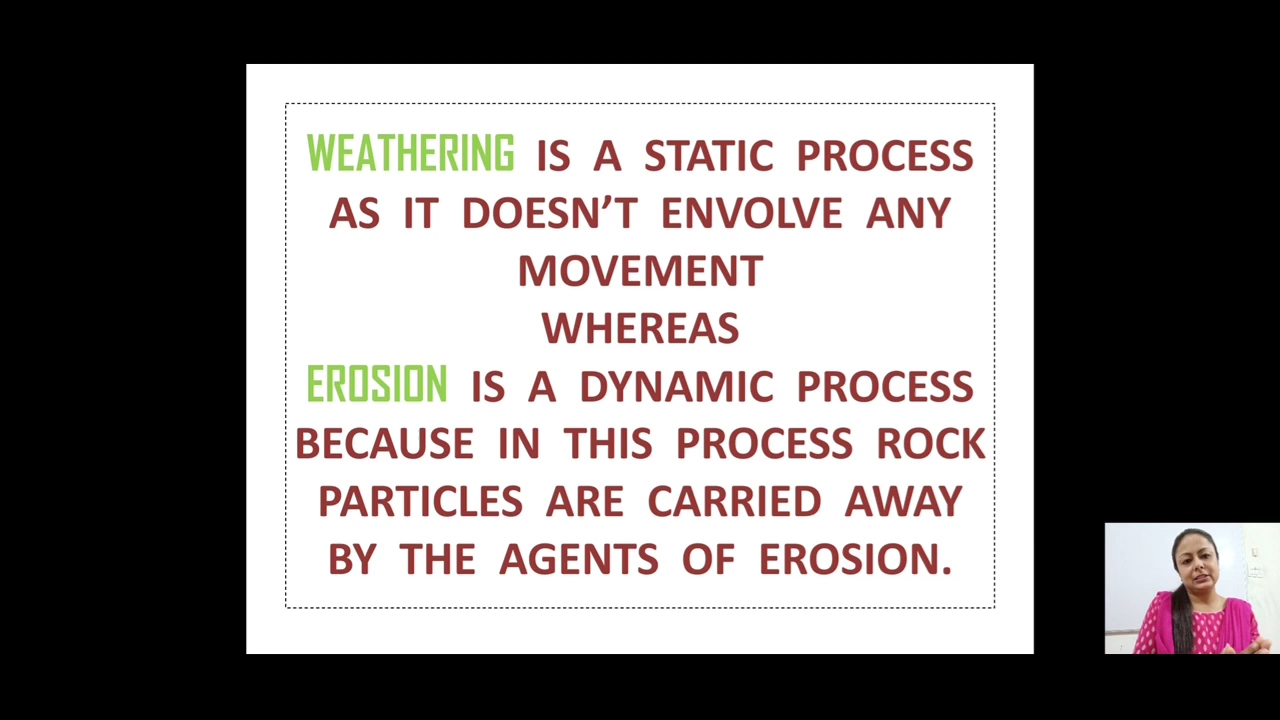 WEATHERING IS A STATIC PROCESS
AS IT DOESN’T ENVOLVE ANY
MOVEMENT
WHEREAS
EROSION IS A DYNAMIC PROCESS
BECAUSE IN THIS PROCESS ROCK
PARTICLES ARE CARRIED AWAY
BY THE AGENTS OF EROSION.